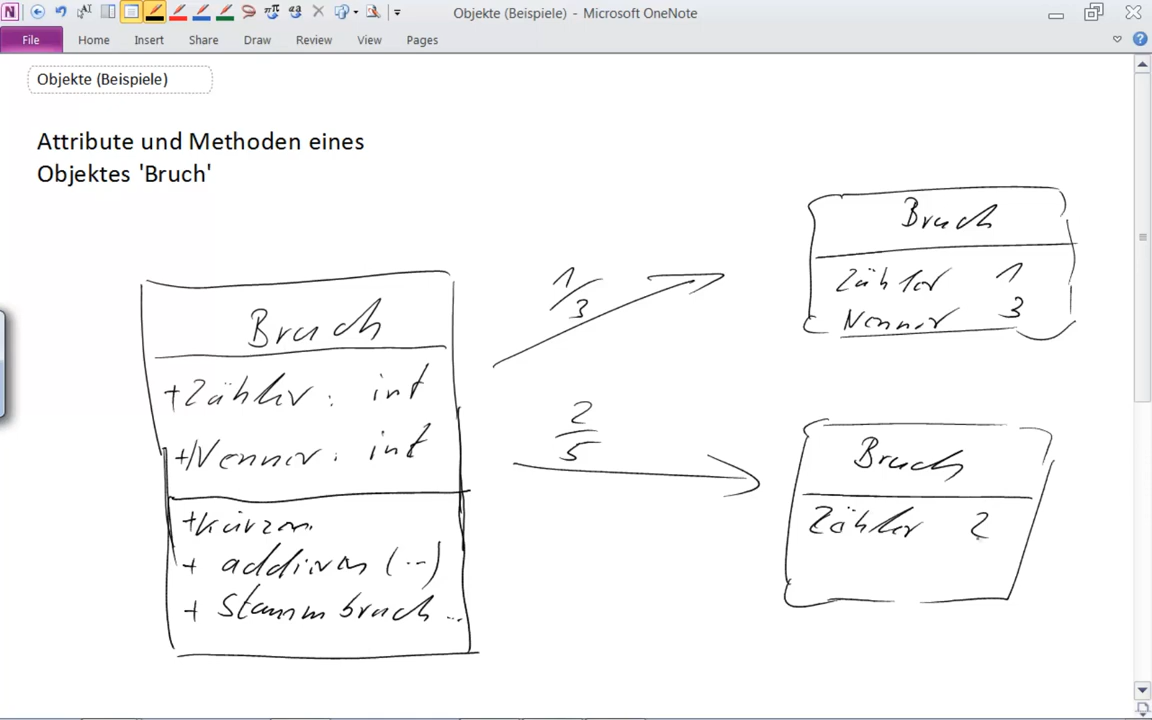 Objekte (Beispiele) - Microsoft OneNote
File Home Insert Share Draw Review View Pages
Objekte (Beispiele)
Attribute und Methoden eines
Objektes 'Bruch'
Bruch
+Zähler: int
+Nenner: int
+kürzen
+ addieren (..)
+ Stammbruch ...
1/3
2/5
Bruch
Zähler 1
Nenner 3
Bruch
Zähler 2